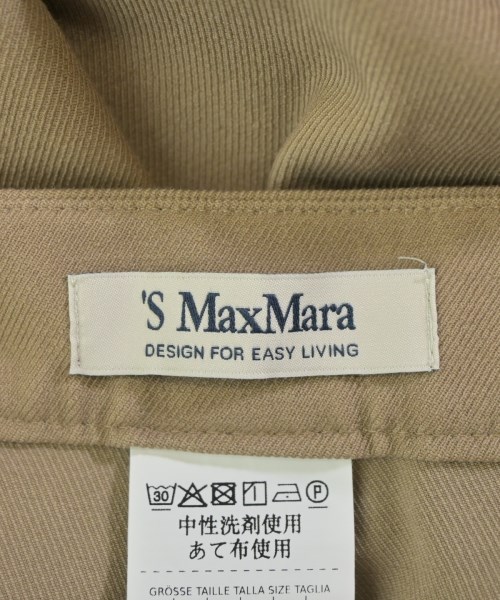 'S MaxMara
DESIGN FOR EASY LIVING
30 P
中性洗剤使用
あて布使用
GRÖSSE TAILLE TALLA SIZE TAGLIA